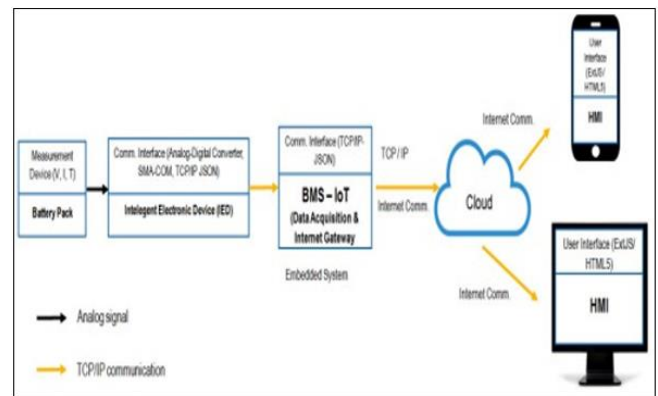 Measurement
Device (V, I, T)
Battery Pack
Comm. Interface (Analog-Digital Converter,
SMA-COM, TCP/IP JSON)
Intelegent Electronic Device (IED)
Comm. Interface (TCP/IP-
JSON)
BMS – IoT
(Data Acquisition &
Internet Gateway
Embedded System
TCP / IP
Internet Comm.
Cloud
Internet Comm.
User
Interface
(ExtJS/
HTML5)
HMI
Internet Comm.
User Interface (ExtJS/
HTML5)
HMI
Analog signal
TCP/IP communication